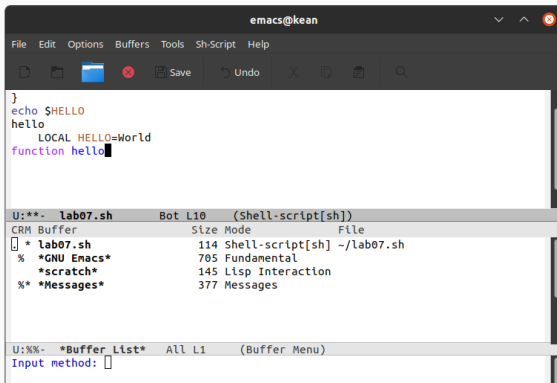 emacs@kean
File Edit Options Buffers Tools Sh-Script Help
Save Undo
}
echo $HELLO
hello
    LOCAL HELLO=World
function hello
U:**-  lab07.sh       Bot L10    (Shell-script[sh])
CRM Buffer                Size Mode             File
. * lab07.sh               114 Shell-script[sh] ~/lab07.sh
 %  *GNU Emacs*            705 Fundamental
    *scratch*              145 Lisp Interaction
 %* *Messages*             377 Messages
U:%%-  *Buffer List*   All L1     (Buffer Menu)
Input method: